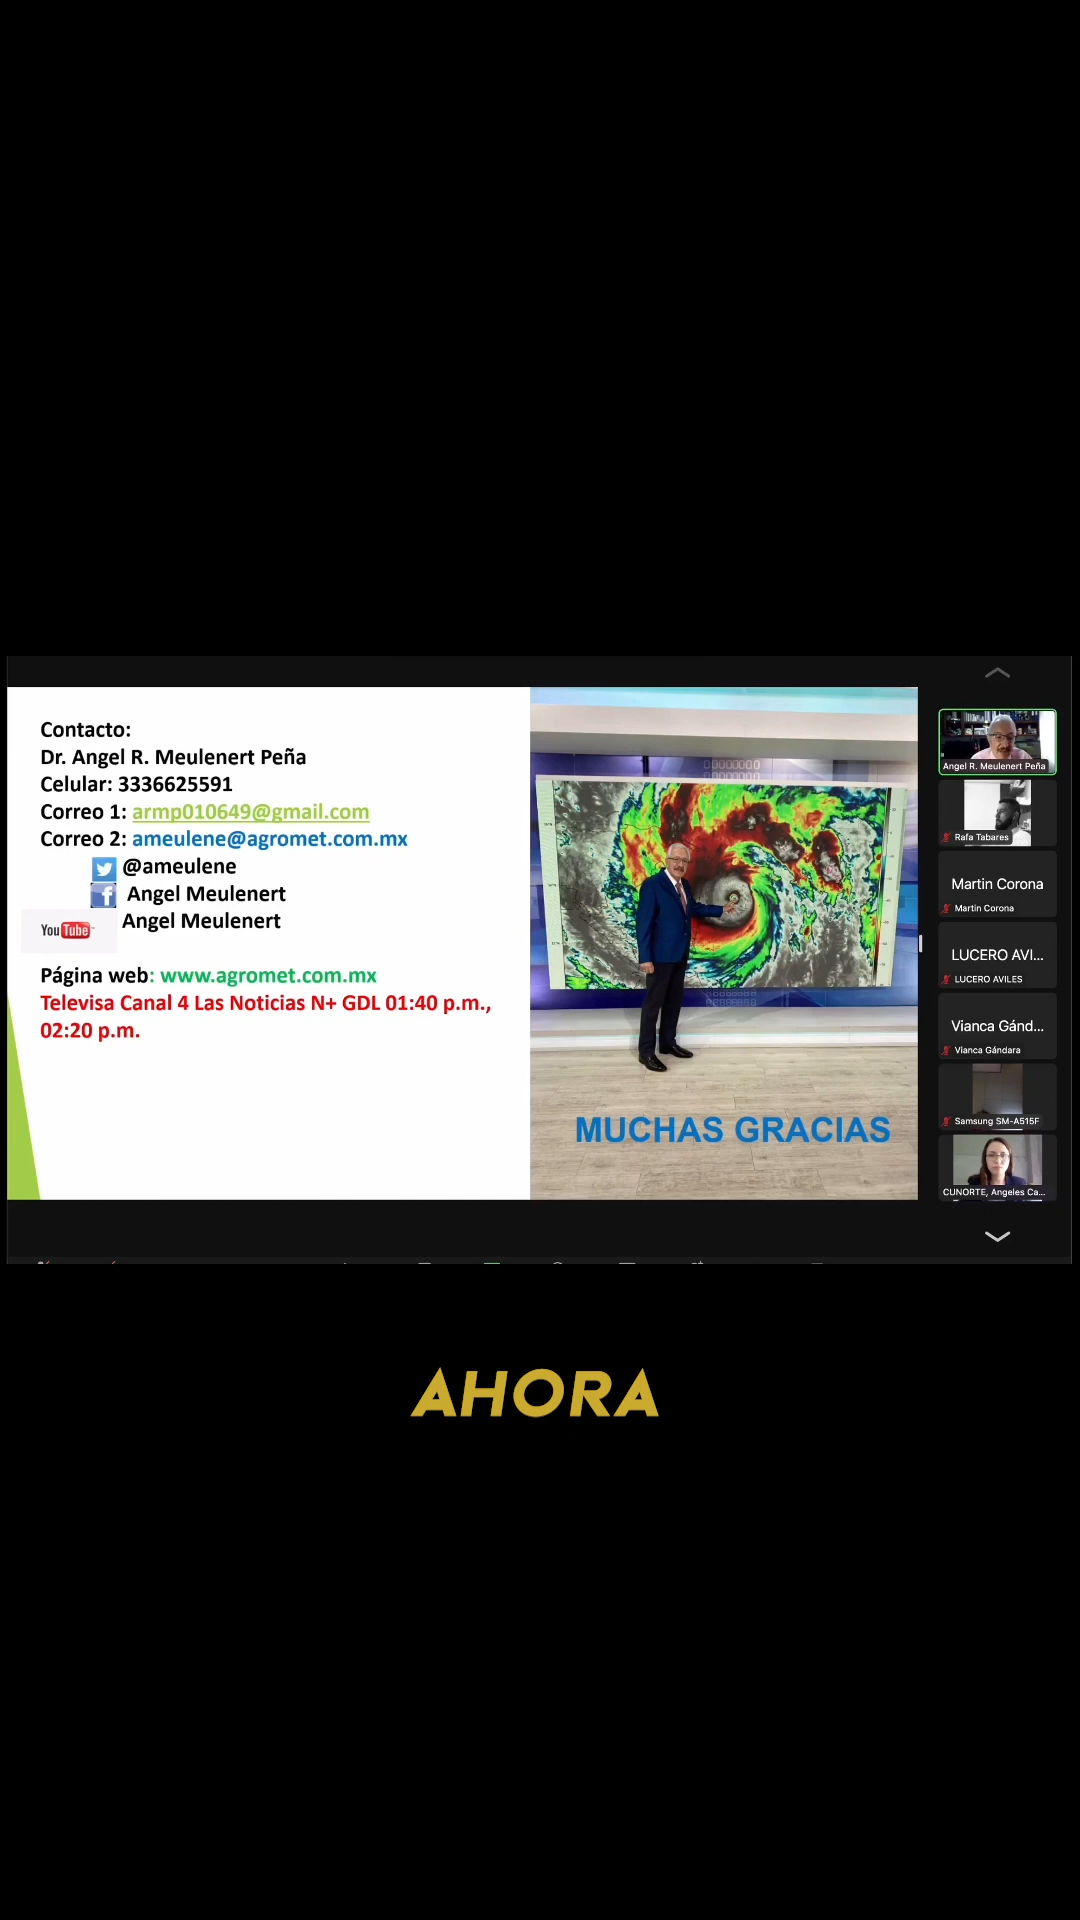 Contacto:
Dr. Angel R. Meulenert Peña
Celular: 3336625591
Correo 1: armp010649@gmail.com
Correo 2: ameulene@agromet.com.mx
@ameulene
Angel Meulenert
YouTube Angel Meulenert
Página web: www.agromet.com.mx
Televisa Canal 4 Las Noticias N+ GDL 01:40 p.m.,
02:20 p.m.
MUCHAS GRACIAS
Angel R. Meulenert Peña
Rafa Tabares
Martin Corona
Martin Corona
LUCERO AVI...
LUCERO AVILES
Vianca Gánd...
Vianca Gándara
Samsung SM-A515F
CUNORTE, Angeles Ca...
AHORA